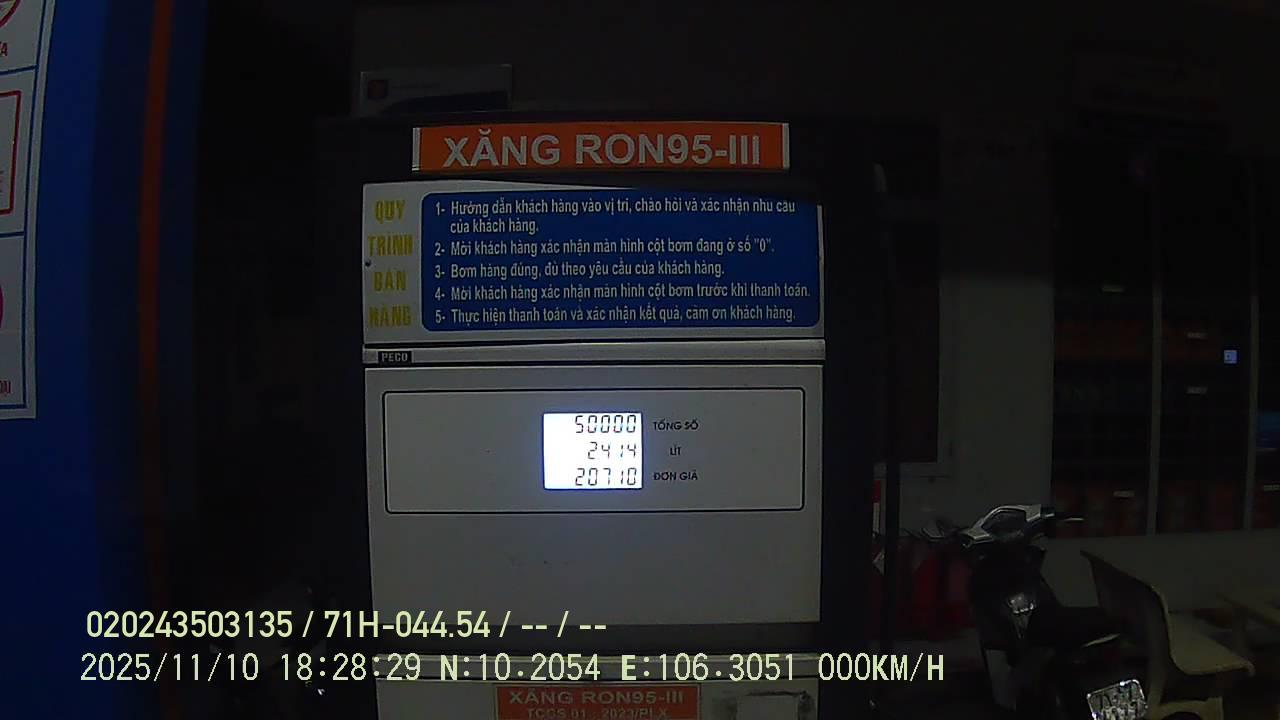 XĂNG RON95-III
QUY
TRÌNH
BÁN
HÀNG
1- Hướng dẫn khách hàng vào vị trí, chào hỏi và xác nhận nhu cầu
của khách hàng.
2- Mời khách hàng xác nhận màn hình cột bơm đang ở số "0".
3- Bơm hàng đúng, đủ theo yêu cầu của khách hàng.
4- Mời khách hàng xác nhận màn hình cột bơm trước khi thanh toán.
5- Thực hiện thanh toán và xác nhận kết quả, cảm ơn khách hàng.
PECO
50000 TỔNG SỐ
2414 LÍT
20710 ĐƠN GIÁ
020243503135 / 71H-044.54 / -- / --
2025/11/10 18:28:29 N:10.2054 E:106.3051 000KM/H
XĂNG RON95-III
TCCS 01 : 2023/PLX